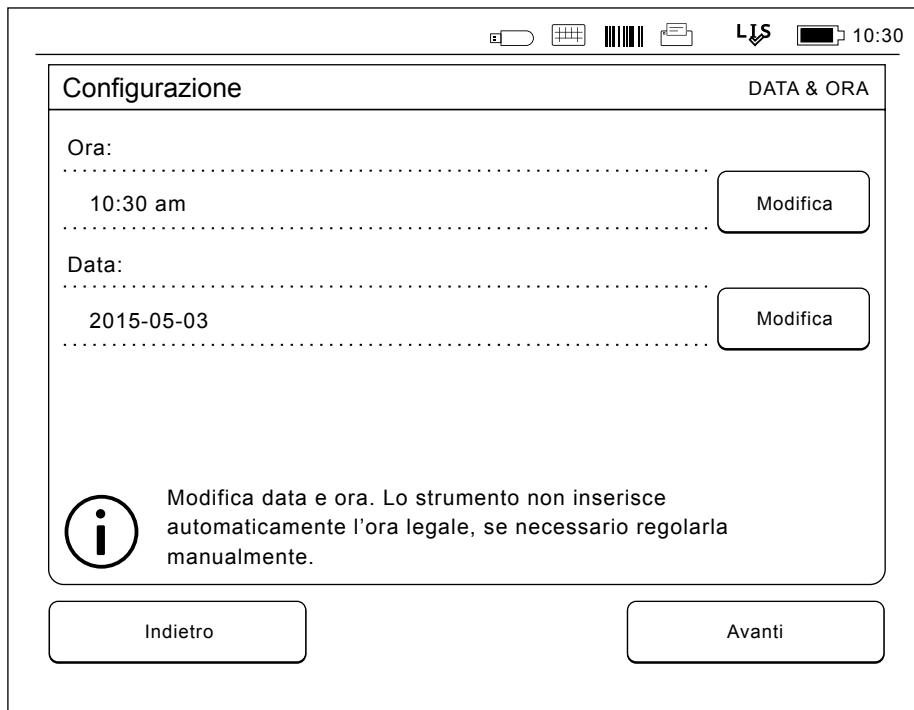 LIS 10:30
Configurazione DATA & ORA
Ora:
10:30 am Modifica
Data:
2015-05-03 Modifica
Modifica data e ora. Lo strumento non inserisce
automaticamente l’ora legale, se necessario regolarla
manualmente.
Indietro Avanti